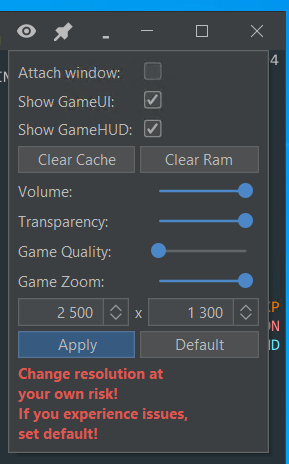 4
Attach window:
Show GameUI:
Show GameHUD:
Clear Cache Clear Ram
Volume:
Transparency:
Game Quality:
Game Zoom:
2 500 x 1 300
Apply Default
Change resolution at
your own risk!
If you experience issues,
set default!